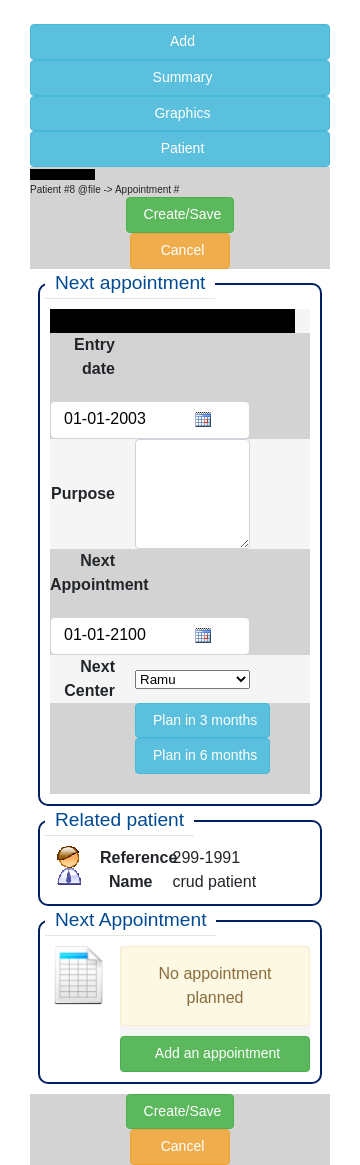 Add
Summary
Graphics
Patient
Patient #8 @file -> Appointment #
Create/Save
Cancel
Next appointment
Entry
date
01-01-2003
Purpose
Next
Appointment
01-01-2100
Next
Center
Ramu
Plan in 3 months
Plan in 6 months
Related patient
Reference 299-1991
Name crud patient
Next Appointment
No appointment
planned
Add an appointment
Create/Save
Cancel